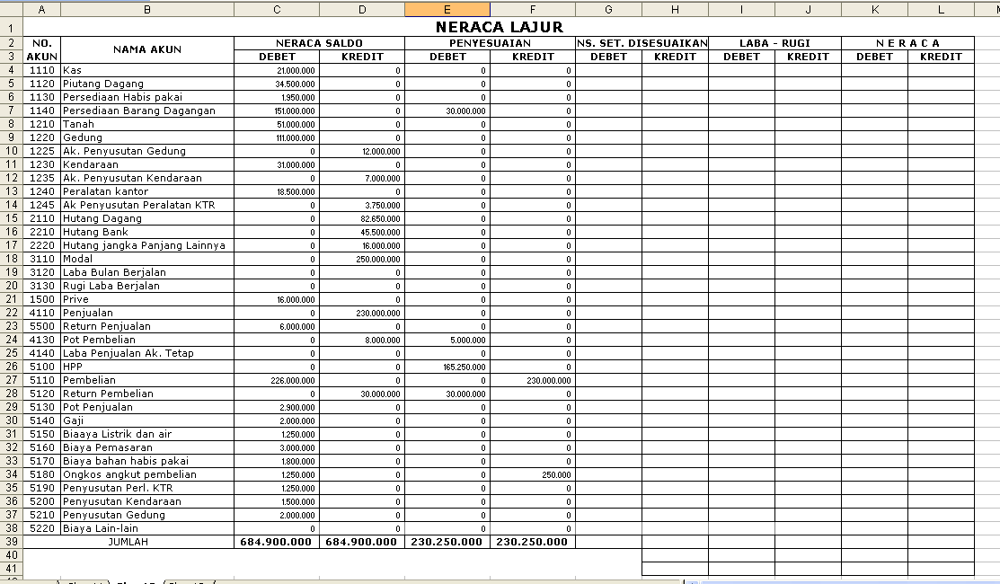 A B C D E F G H I J K L
1 NERACA LAJUR
2 NO. NAMA AKUN NERACA SALDO PENYESUAIAN NS. SET. DISESUAIKAN LABA - RUGI N E R A C A
3 AKUN DEBET KREDIT DEBET KREDIT DEBET KREDIT DEBET KREDIT DEBET KREDIT
4 1110 Kas 21.000.000 0 0 0
5 1120 Piutang Dagang 34.500.000 0 0 0
6 1130 Persediaan Habis pakai 1.950.000 0 0 0
7 1140 Persediaan Barang Dagangan 151.000.000 0 30.000.000 0
8 1210 Tanah 51.000.000 0 0 0
9 1220 Gedung 111.000.000 0 0 0
10 1225 Ak. Penyusutan Gedung 0 12.000.000 0 0
11 1230 Kendaraan 31.000.000 0 0 0
12 1235 Ak. Penyusutan Kendaraan 0 7.000.000 0 0
13 1240 Peralatan kantor 18.500.000 0 0 0
14 1245 Ak Penyusutan Peralatan KTR 0 3.750.000 0 0
15 2110 Hutang Dagang 0 82.650.000 0 0
16 2210 Hutang Bank 0 45.500.000 0 0
17 2220 Hutang jangka Panjang Lainnya 0 16.000.000 0 0
18 3110 Modal 0 250.000.000 0 0
19 3120 Laba Bulan Berjalan 0 0 0 0
20 3130 Rugi Laba Berjalan 0 0 0 0
21 1500 Prive 16.000.000 0 0 0
22 4110 Penjualan 0 230.000.000 0 0
23 5500 Return Penjualan 6.000.000 0 0 0
24 4130 Pot Pembelian 0 8.000.000 5.000.000 0
25 4140 Laba Penjualan Ak. Tetap 0 0 0 0
26 5100 HPP 0 0 165.250.000 0
27 5110 Pembelian 226.000.000 0 0 230.000.000
28 5120 Return Pembelian 0 30.000.000 30.000.000 0
29 5130 Pot Penjualan 2.900.000 0 0 0
30 5140 Gaji 2.000.000 0 0 0
31 5150 Biaaya Listrik dan air 1.250.000 0 0 0
32 5160 Biaya Pemasaran 3.000.000 0 0 0
33 5170 Biaya bahan habis pakai 1.800.000 0 0 0
34 5180 Ongkos angkut pembelian 1.250.000 0 0 250.000
35 5190 Penyusutan Perl. KTR 1.250.000 0 0 0
36 5200 Penyusutan Kendaraan 1.500.000 0 0 0
37 5210 Penyusutan Gedung 2.000.000 0 0 0
38 5220 Biaya Lain-lain 0 0 0 0
39 JUMLAH 684.900.000 684.900.000 230.250.000 230.250.000
40
41